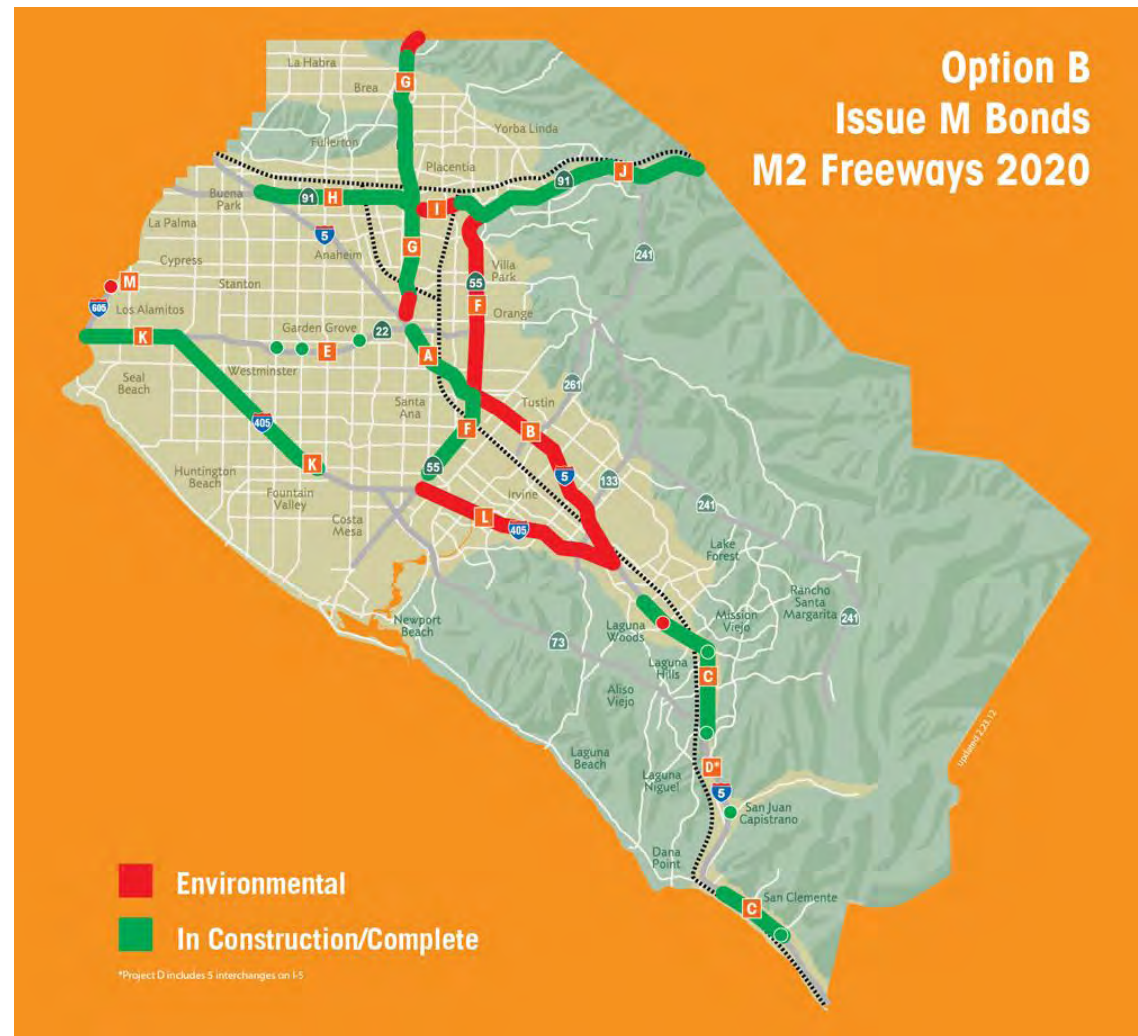 Option B
Issue M Bonds
M2 Freeways 2020
La Habra
G
Brea
Yorba Linda
Fullerton
Placentia
91
J
Buena
Park
91
H
I
La Palma
5
G
241
Anaheim
Cypress
Villa
Park
M
Stanton
55
605
Los Alamitos
F
Orange
Garden Grove
22
K
E
A
Seal
Beach
Westminster
261
Santa
Ana
Tustin
405
F
B
K
55
5
133
Huntington
Beach
Irvine
Fountain
Valley
241
L
405
Costa
Mesa
Lake
Forest
Rancho
Santa
Margarita
Newport
Beach
Laguna
Woods
Mission
Viejo
241
73
Laguna
Hills
C
Aliso
Viejo
updated 2.23.12
Laguna
Beach
D*
Laguna
Niguel
5
San Juan
Capistrano
Dana
Point
Environmental
San Clemente
C
In Construction/Complete
*Project D includes 5 interchanges on I-5